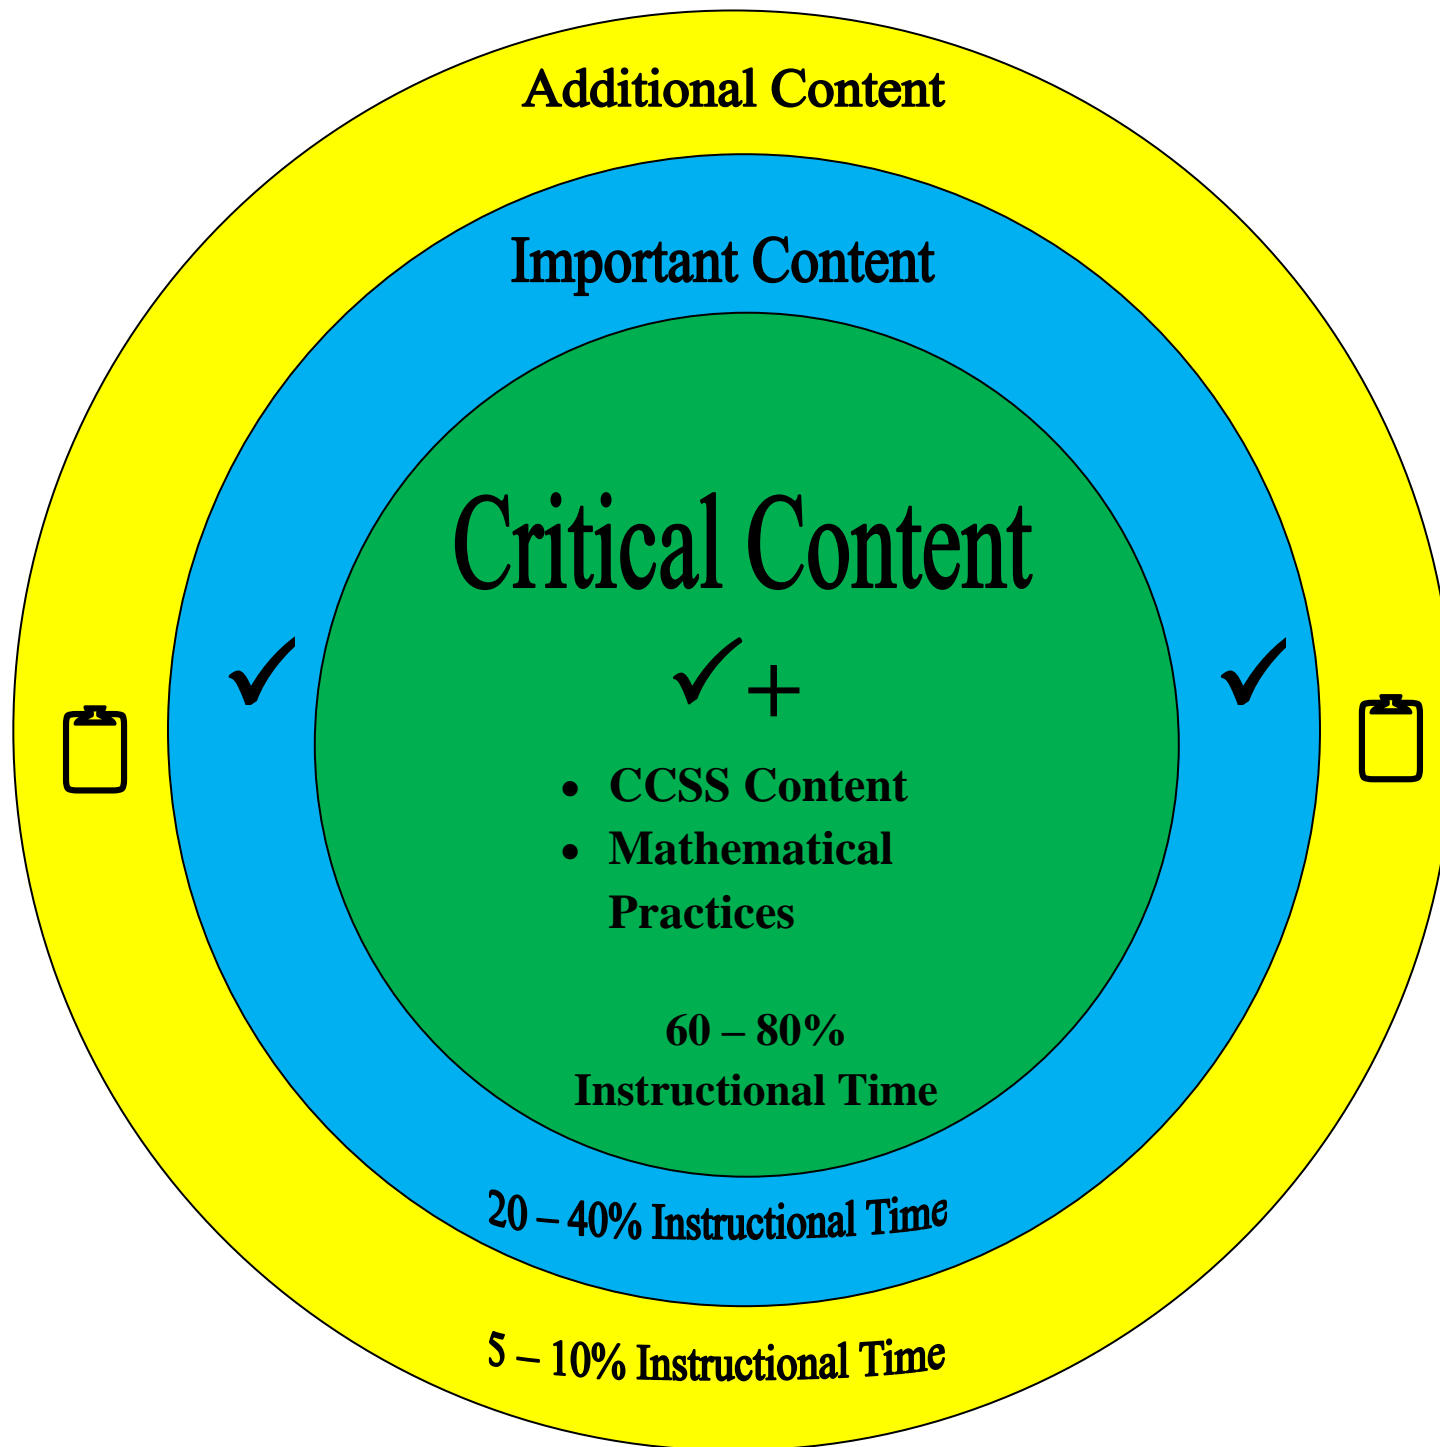 Additional Content
Important Content
Critical Content
✓+
✓
✓
• CCSS Content
• Mathematical
Practices
60 – 80%
Instructional Time
20 – 40% Instructional Time
5 – 10% Instructional Time